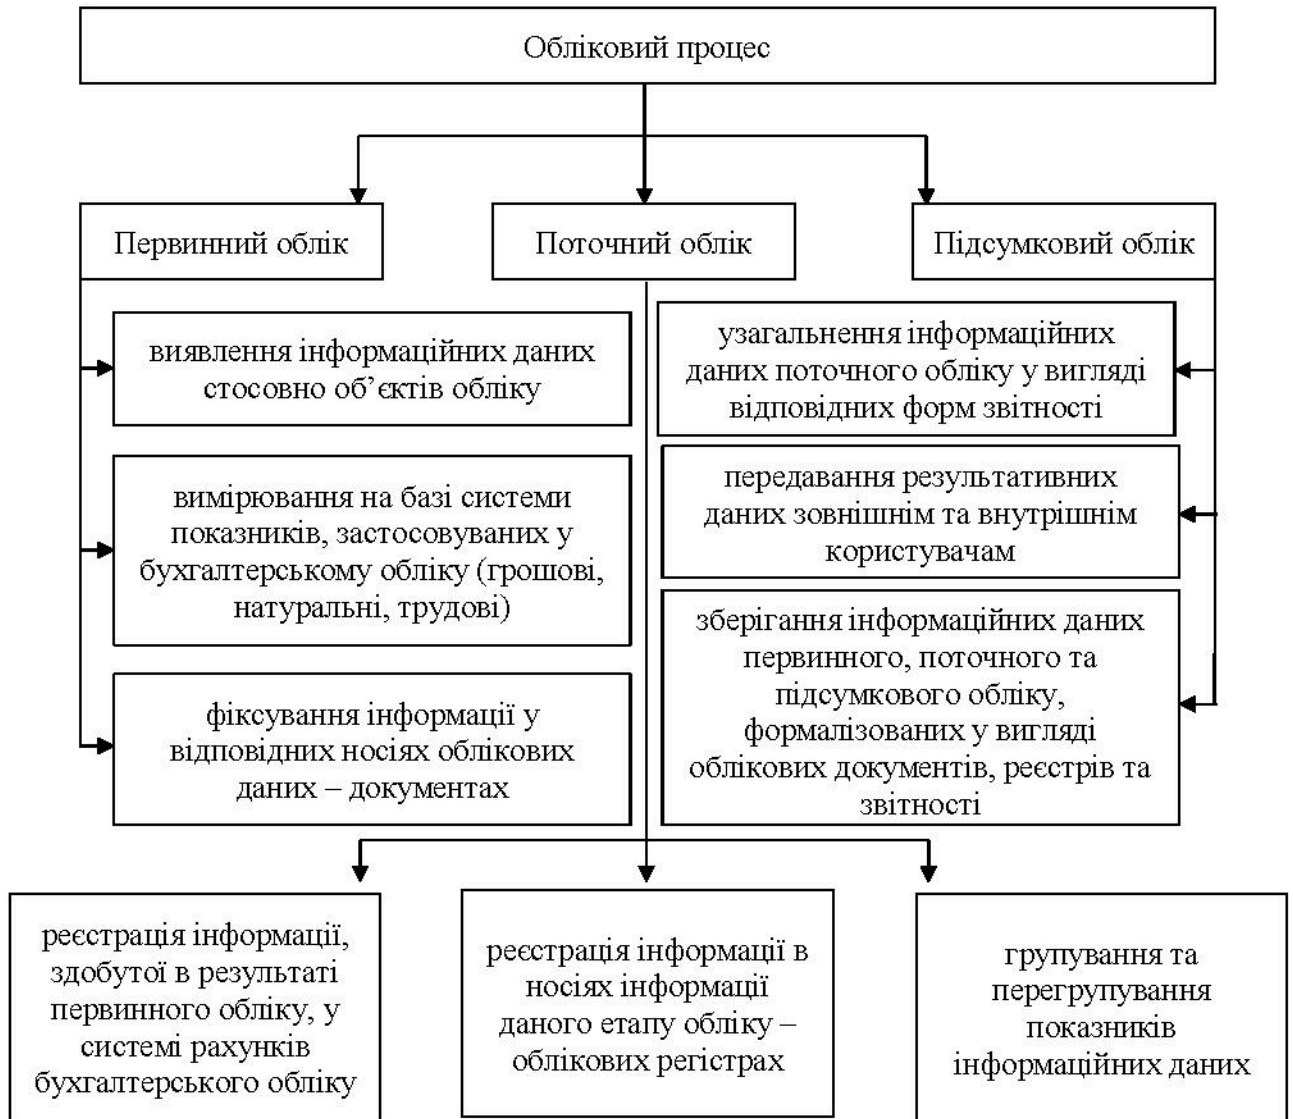 Обліковий процес
Первинний облік
Поточний облік
Підсумковий облік
виявлення інформаційних даних
стосовно об’єктів обліку
вимірювання на базі системи
показників, застосовуваних у
бухгалтерському обліку (грошові,
натуральні, трудові)
фіксування інформації у
відповідних носіях облікових
даних – документах
узагальнення інформаційних
даних поточного обліку у вигляді
відповідних форм звітності
передавання результативних
даних зовнішнім та внутрішнім
користувачам
зберігання інформаційних даних
первинного, поточного та
підсумкового обліку,
формалізованих у вигляді
облікових документів, реєстрів та
звітності
реєстрація інформації,
здобутої в результаті
первинного обліку, у
системі рахунків
бухгалтерського обліку
реєстрація інформації в
носіях інформації
даного етапу обліку –
облікових регістрах
групування та
перегрупування
показників
інформаційних даних